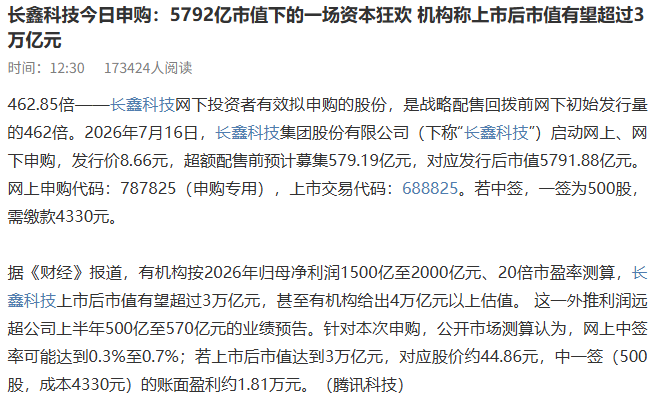 长鑫科技今日申购：5792亿市值下的一场资本狂欢 机构称上市后市值有望超过3
万亿元
时间：12:30 173424人阅读
462.85倍——长鑫科技网下投资者有效拟申购的股份，是战略配售回拨前网下初始发行量
的462倍。2026年7月16日，长鑫科技集团股份有限公司（下称“长鑫科技”）启动网上、网
下申购，发行价8.66元，超额配售前预计募集579.19亿元，对应发行后市值5791.88亿元。
网上申购代码：787825（申购专用），上市交易代码：688825。若中签，一签为500股，
需缴款4330元。
据《财经》报道，有机构按2026年归母净利润1500亿至2000亿元、20倍市盈率测算，长
鑫科技上市后市值有望超过3万亿元，甚至有机构给出4万亿元以上估值。 这一外推利润远
超公司上半年500亿至570亿元的业绩预告。针对本次申购，公开市场测算认为，网上中签
率可能达到0.3%至0.7%；若上市后市值达到3万亿元，对应股价约44.86元，中一签（500
股，成本4330元）的账面盈利约1.81万元。（腾讯科技）